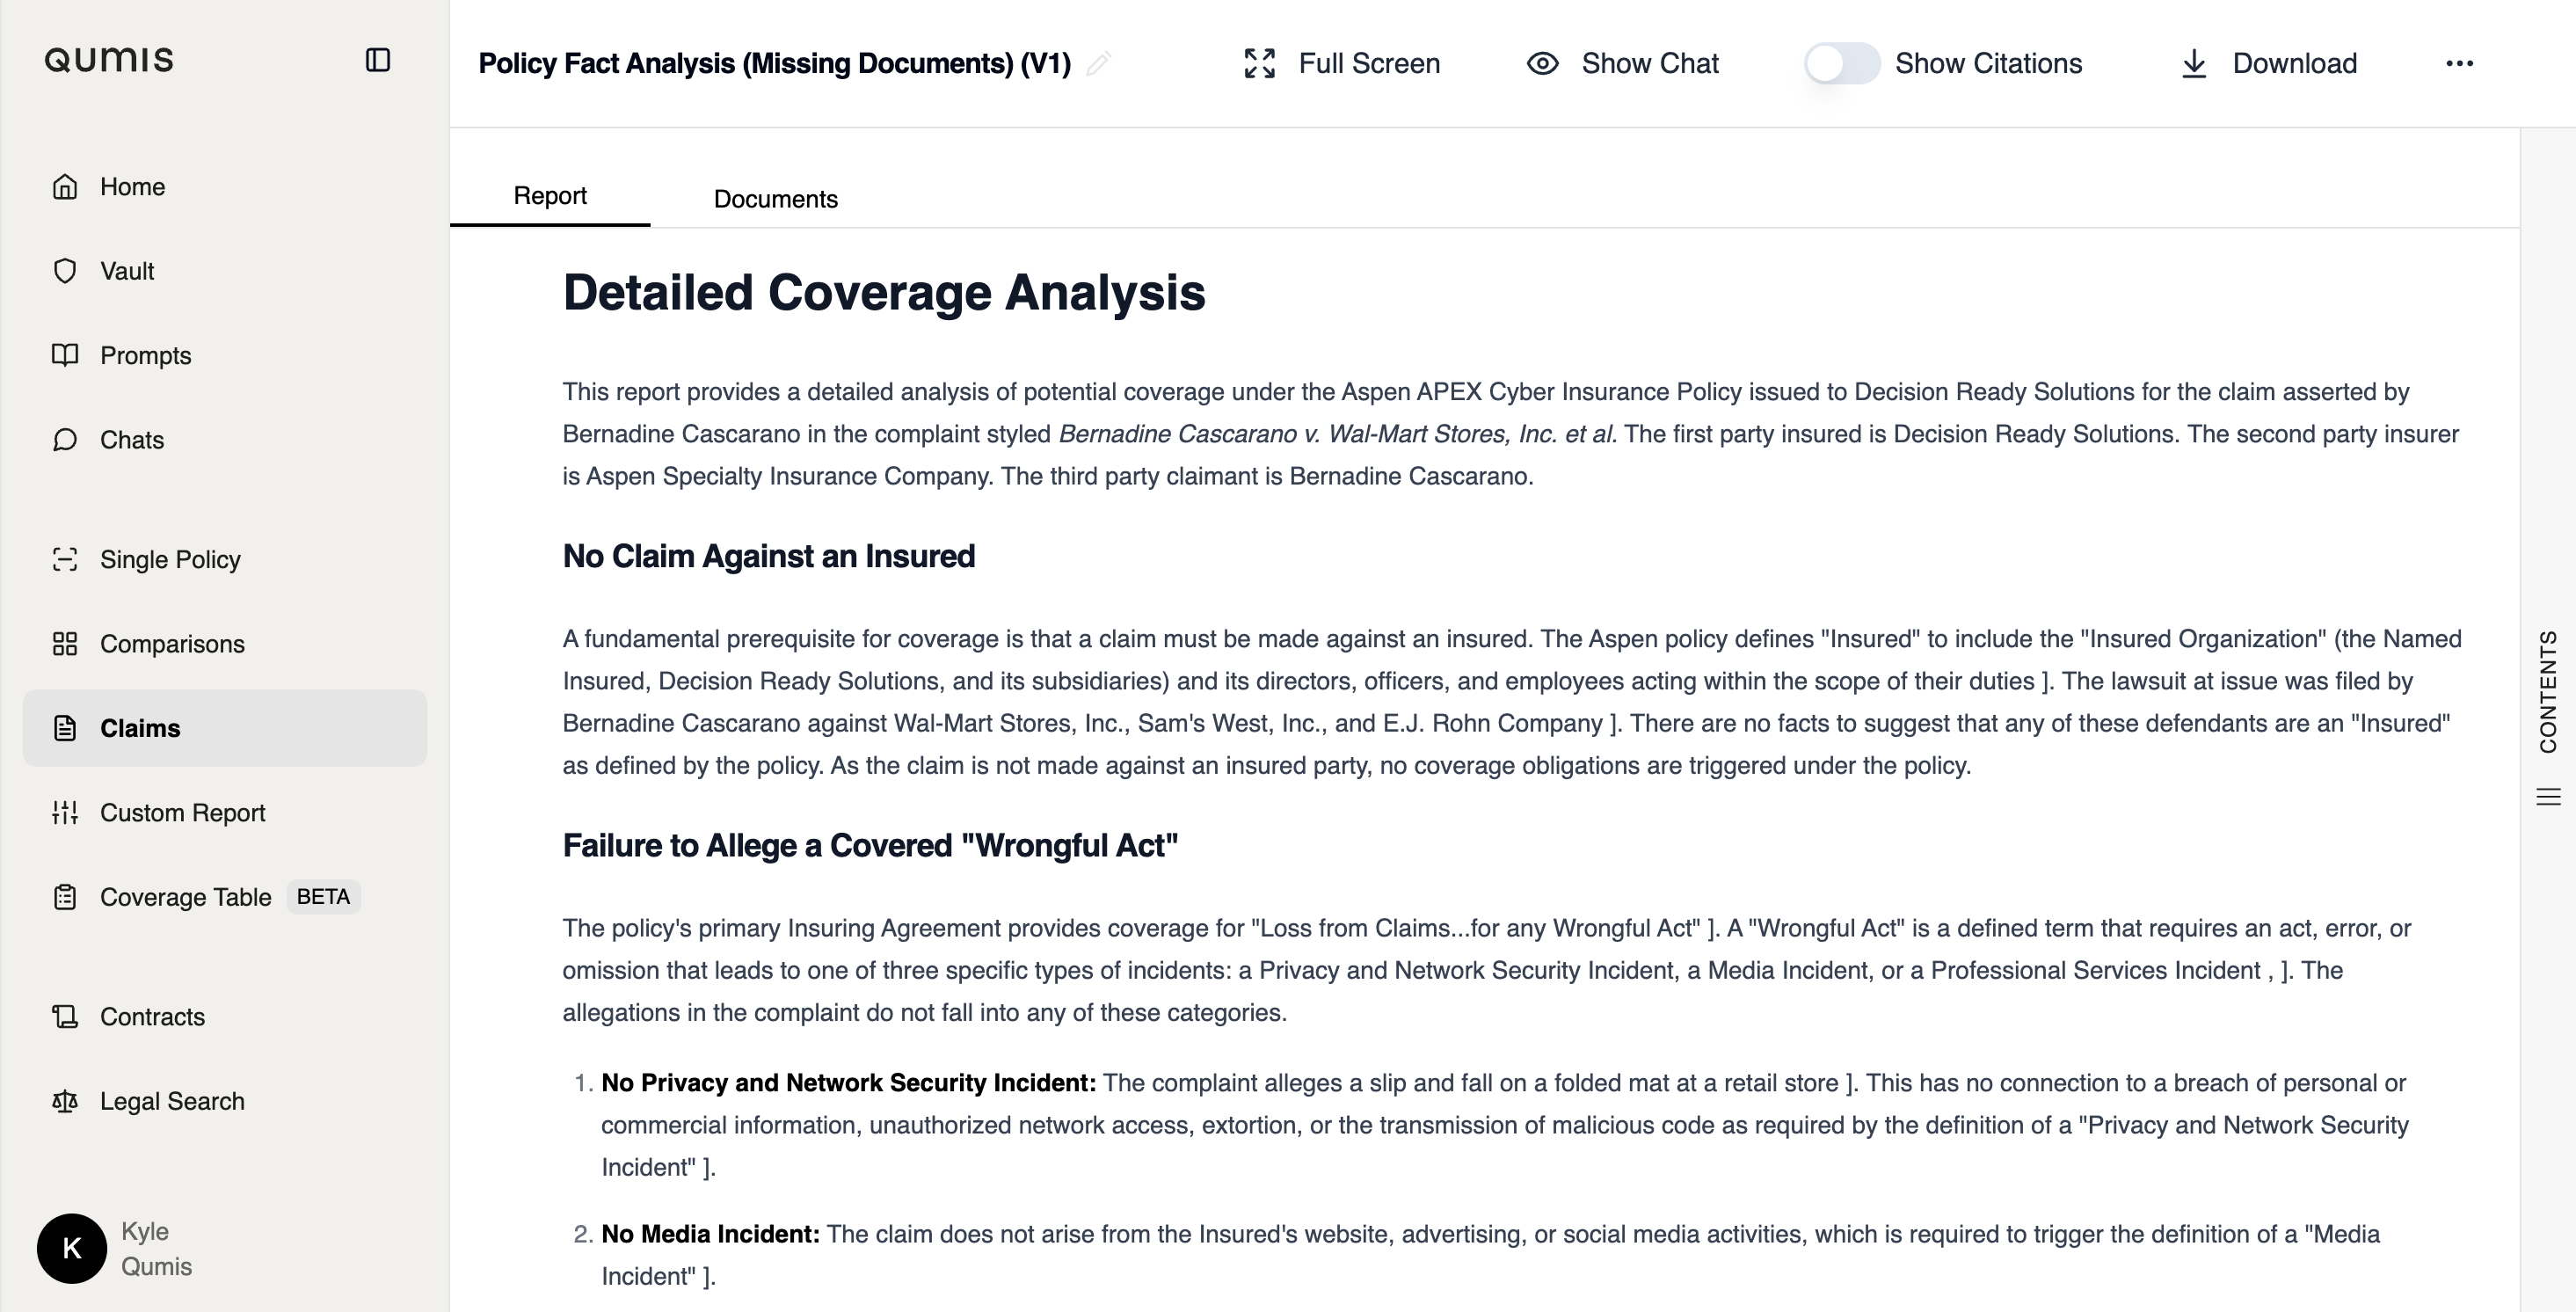 Qumis
Policy Fact Analysis (Missing Documents) (V1)
Full Screen
Show Chat
Show Citations
Download
Home
Vault
Prompts
Chats
Single Policy
Comparisons
Claims
Custom Report
Coverage Table BETA
Contracts
Legal Search
K
Kyle
Qumis
Report
Documents
Detailed Coverage Analysis
This report provides a detailed analysis of potential coverage under the Aspen APEX Cyber Insurance Policy issued to Decision Ready Solutions for the claim asserted by
Bernadine Cascarano in the complaint styled Bernadine Cascarano v. Wal-Mart Stores, Inc. et al. The first party insured is Decision Ready Solutions. The second party insurer
is Aspen Specialty Insurance Company. The third party claimant is Bernadine Cascarano.
No Claim Against an Insured
A fundamental prerequisite for coverage is that a claim must be made against an insured. The Aspen policy defines "Insured" to include the "Insured Organization" (the Named
Insured, Decision Ready Solutions, and its subsidiaries) and its directors, officers, and employees acting within the scope of their duties ]. The lawsuit at issue was filed by
Bernadine Cascarano against Wal-Mart Stores, Inc., Sam's West, Inc., and E.J. Rohn Company ]. There are no facts to suggest that any of these defendants are an "Insured"
as defined by the policy. As the claim is not made against an insured party, no coverage obligations are triggered under the policy.
Failure to Allege a Covered "Wrongful Act"
The policy's primary Insuring Agreement provides coverage for "Loss from Claims...for any Wrongful Act" ]. A "Wrongful Act" is a defined term that requires an act, error, or
omission that leads to one of three specific types of incidents: a Privacy and Network Security Incident, a Media Incident, or a Professional Services Incident , ]. The
allegations in the complaint do not fall into any of these categories.
1. No Privacy and Network Security Incident: The complaint alleges a slip and fall on a folded mat at a retail store ]. This has no connection to a breach of personal or
commercial information, unauthorized network access, extortion, or the transmission of malicious code as required by the definition of a "Privacy and Network Security
Incident" ].
2. No Media Incident: The claim does not arise from the Insured's website, advertising, or social media activities, which is required to trigger the definition of a "Media
Incident" ].
CONTENTS